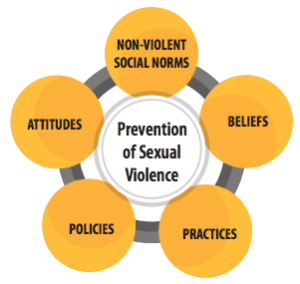 NON-VIOLENT
SOCIAL NORMS
ATTITUDES
BELIEFS
Prevention
of Sexual
Violence
POLICIES
PRACTICES